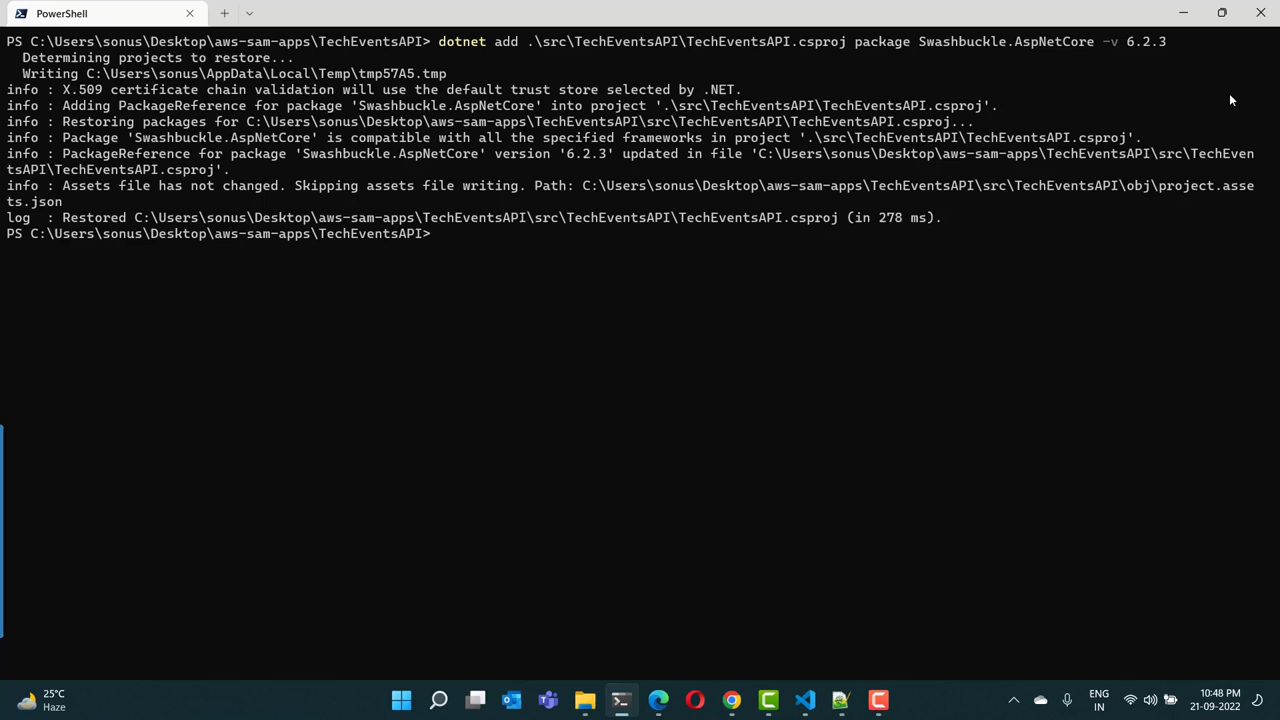 PowerShell
PS C:\Users\sonus\Desktop\aws-sam-apps\TechEventsAPI> dotnet add .\src\TechEventsAPI\TechEventsAPI.csproj package Swashbuckle.AspNetCore -v 6.2.3
Determining projects to restore...
Writing C:\Users\sonus\AppData\Local\Temp\tmp57A5.tmp
info : X.509 certificate chain validation will use the default trust store selected by .NET.
info : Adding PackageReference for package 'Swashbuckle.AspNetCore' into project '.\src\TechEventsAPI\TechEventsAPI.csproj'.
info : Restoring packages for C:\Users\sonus\Desktop\aws-sam-apps\TechEventsAPI\src\TechEventsAPI\TechEventsAPI.csproj...
info : Package 'Swashbuckle.AspNetCore' is compatible with all the specified frameworks in project '.\src\TechEventsAPI\TechEventsAPI.csproj'.
info : PackageReference for package 'Swashbuckle.AspNetCore' version '6.2.3' updated in file 'C:\Users\sonus\Desktop\aws-sam-apps\TechEventsAPI\src\TechEven
tsAPI\TechEventsAPI.csproj'.
info : Assets file has not changed. Skipping assets file writing. Path: C:\Users\sonus\Desktop\aws-sam-apps\TechEventsAPI\src\TechEventsAPI\obj\project.asse
ts.json
log  : Restored C:\Users\sonus\Desktop\aws-sam-apps\TechEventsAPI\src\TechEventsAPI\TechEventsAPI.csproj (in 278 ms).
PS C:\Users\sonus\Desktop\aws-sam-apps\TechEventsAPI>
25°C
Haze
ENG
IN
10:48 PM
21-09-2022